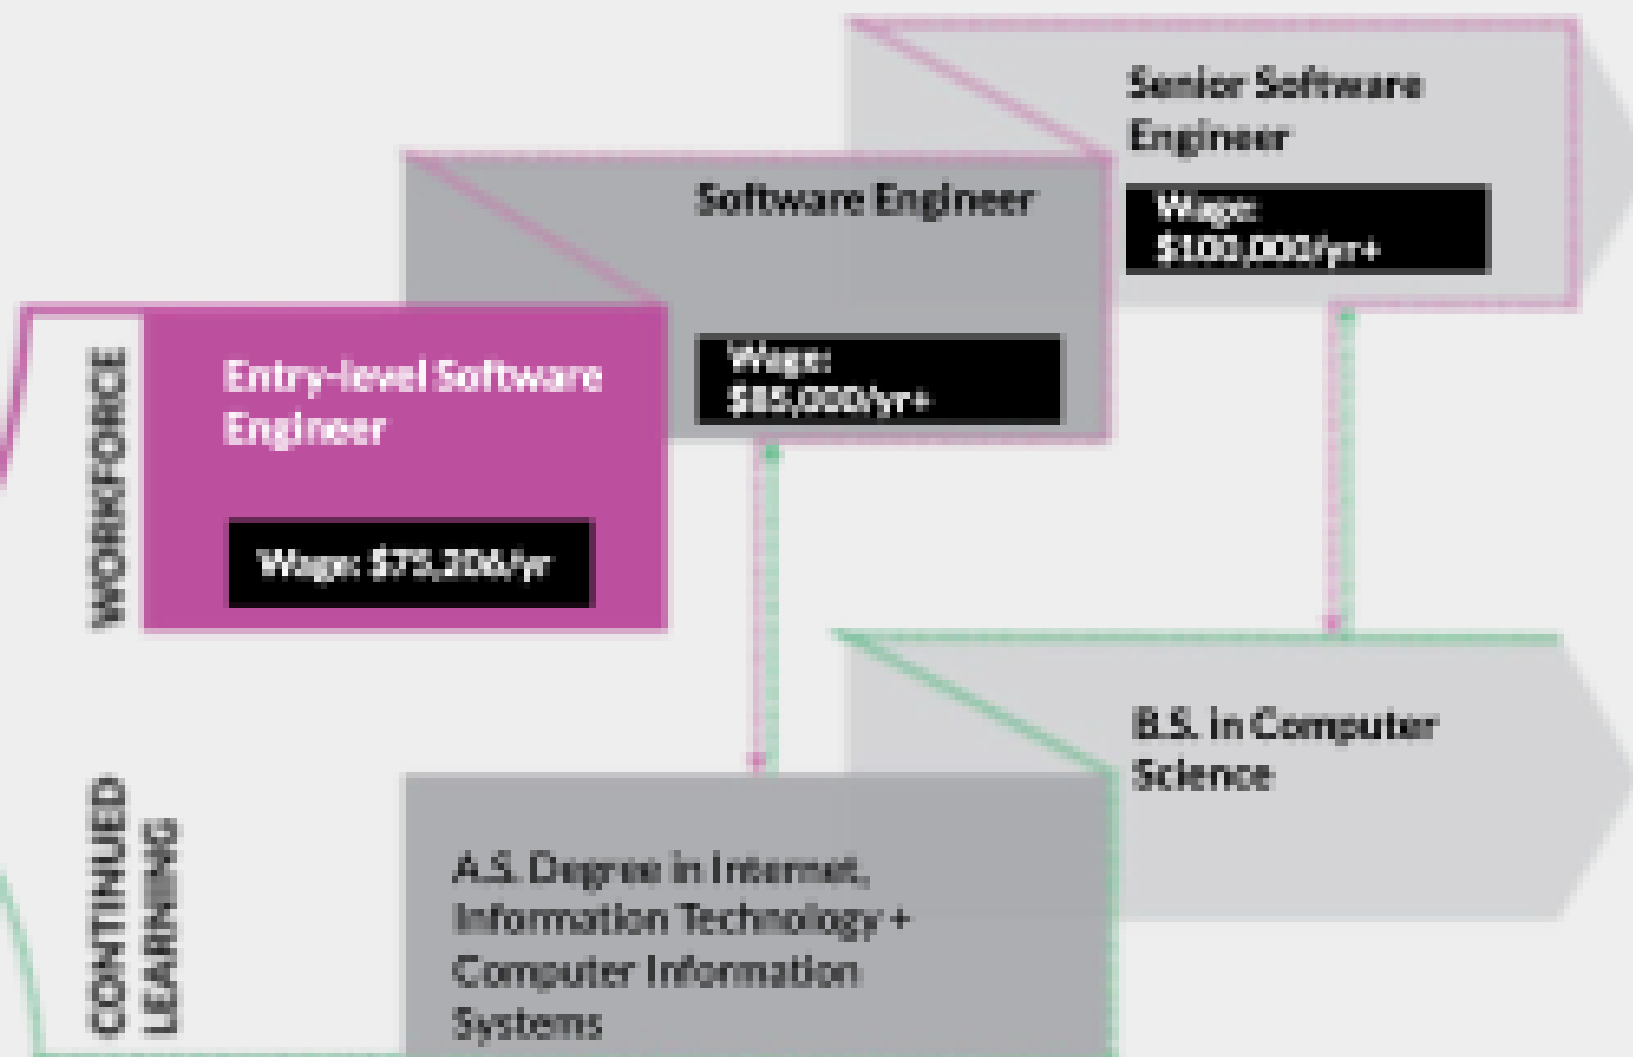 Senior Software
Engineer
Wage:
$100,000/yr+
Software Engineer
Wage:
$85,000/yr+
WORKFORCE
Entry-level Software
Engineer
Wage: $75,206/yr
B.S. in Computer
Science
CONTINUED
LEARNING
A.S. Degree in Internet,
Information Technology +
Computer Information
Systems